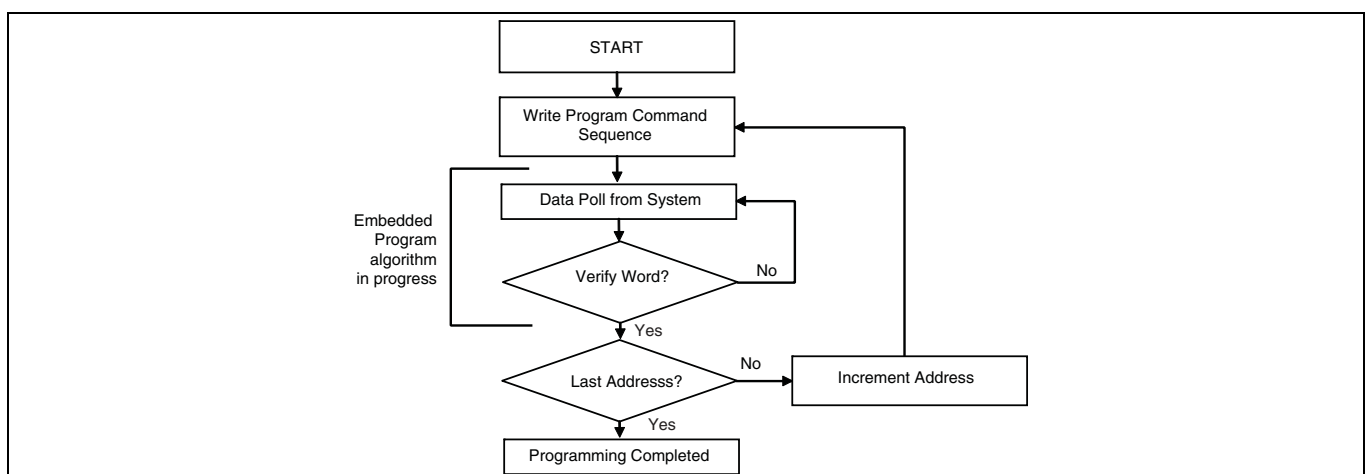 START
Write Program Command
Sequence
Data Poll from System
Embedded
Program
algorithm
in progress
Verify Word?
No
Yes
Last Addresss?
No
Increment Address
Yes
Programming Completed